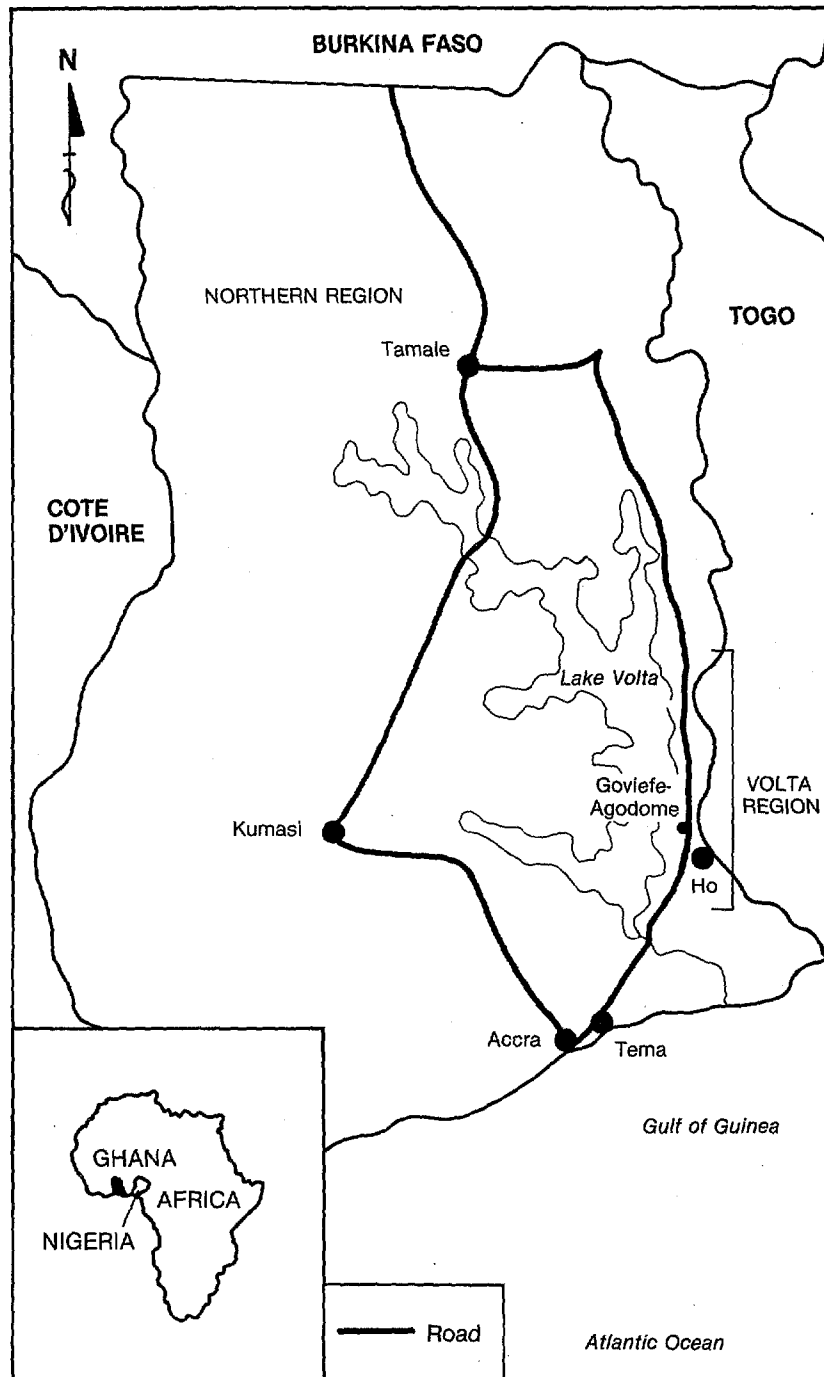 BURKINA FASO
N
NORTHERN REGION
TOGO
Tamale
COTE
D'IVOIRE
Lake Volta
Goviefe-
Agodome
VOLTA
REGION
Kumasi
Ho
Accra
Tema
Gulf of Guinea
GHANA
AFRICA
NIGERIA
Road
Atlantic Ocean